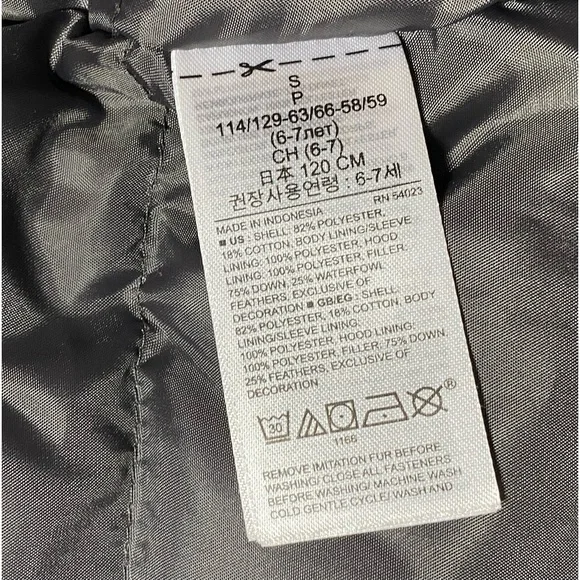 S
P
114/129-63/66-58/59
(6-7лет)
CH (6-7)
日本 120 CM
권장사용연령 : 6-7세
MADE IN INDONESIA RN 54023
■ US : SHELL: 82% POLYESTER,
18% COTTON, BODY LINING/SLEEVE
LINING: 100% POLYESTER, HOOD
LINING: 100% POLYESTER, FILLER:
75% DOWN, 25% WATERFOWL
FEATHERS, EXCLUSIVE OF
DECORATION ■ GB/EG : SHELL:
82% POLYESTER, 18% COTTON, BODY
LINING/SLEEVE LINING:
100% POLYESTER, HOOD LINING:
100% POLYESTER, FILLER: 75% DOWN,
25% FEATHERS, EXCLUSIVE OF
DECORATION
30 ®
1166
REMOVE IMITATION FUR BEFORE
WASHING/ CLOSE ALL FASTENERS
BEFORE WASHING/ MACHINE WASH
COLD GENTLE CYCLE/ WASH AND